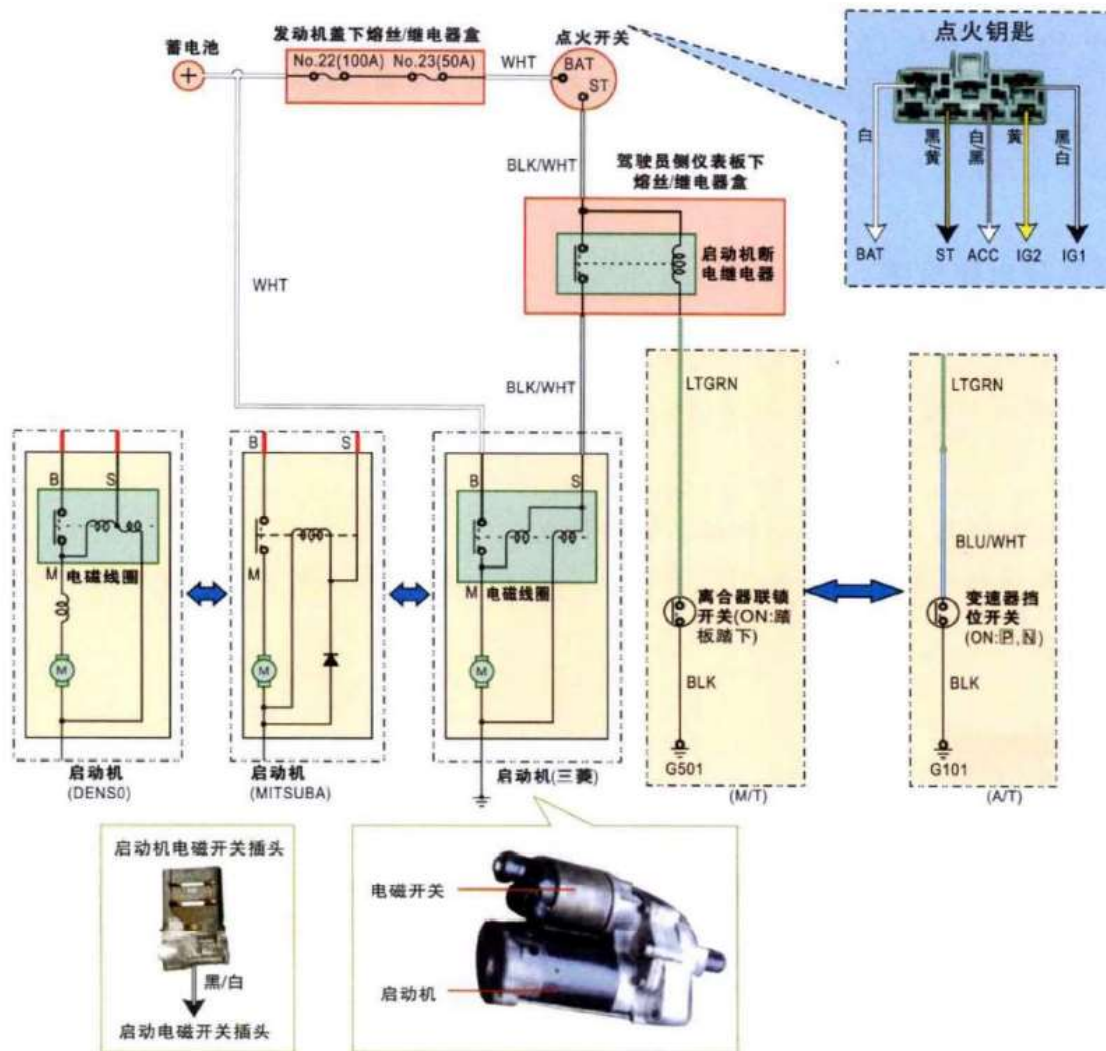 蓄电池
发动机盖下熔丝/继电器盒
No.22(100A) No.23(50A)
WHT
点火开关
BAT
ST
点火钥匙
白
黑/黄
白/黑
黄
黑/白
BAT ST ACC IG2 IG1
BLK/WHT
驾驶员侧仪表板下
熔丝/继电器盒
启动机断
电继电器
WHT
BLK/WHT
LTGRN
LTGRN
B S
M
电磁线圈
M
启动机
(DENS0)
B S
M
M
启动机
(MITSUBA)
B S
M
电磁线圈
M
启动机(三菱)
离合器联锁
开关(ON:踏
板踏下)
BLK
G501
(M/T)
BLU/WHT
变速器挡
位开关
(ON:P,N)
BLK
G101
(A/T)
启动机电磁开关插头
黑/白
启动电磁开关插头
电磁开关
启动机